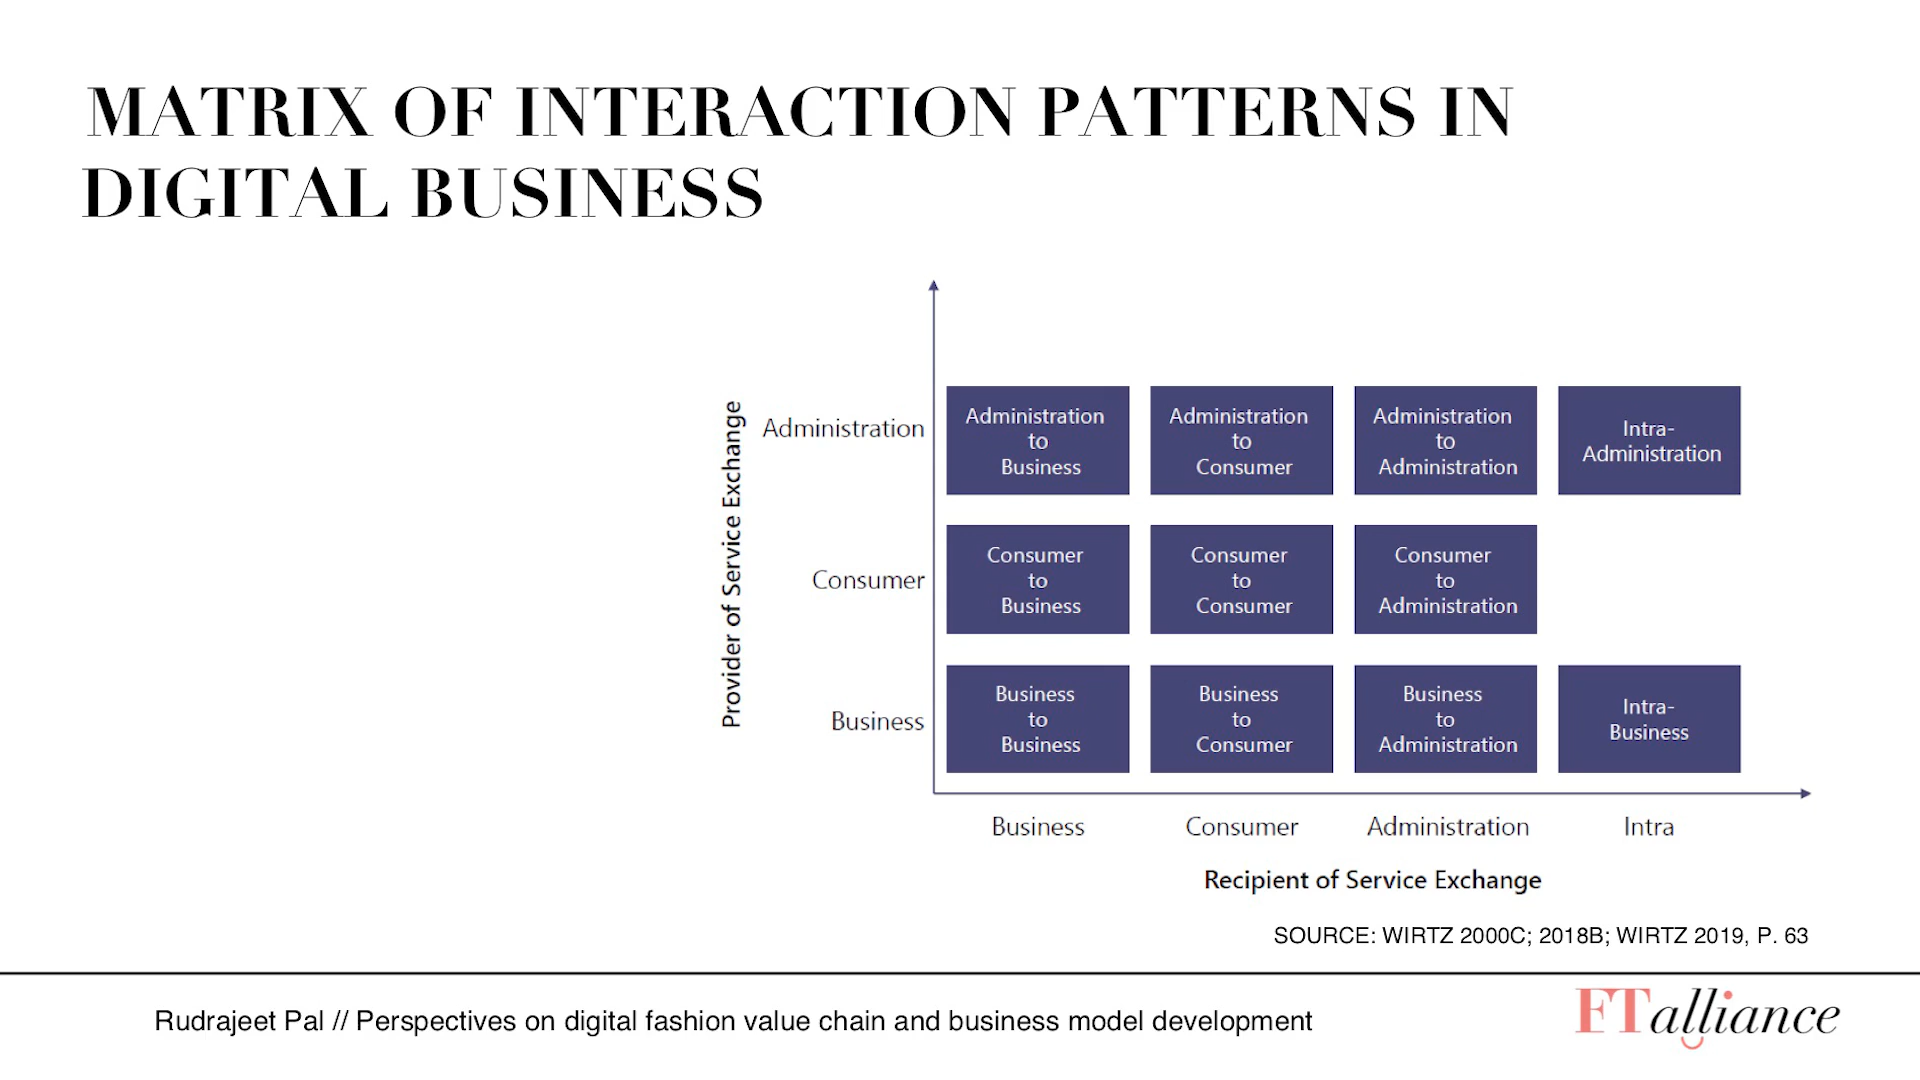 MATRIX OF INTERACTION PATTERNS IN
DIGITAL BUSINESS
Provider of Service Exchange
Administration
Administration
to
Business
Administration
to
Consumer
Administration
to
Administration
Intra-
Administration
Consumer
Consumer
to
Business
Consumer
to
Consumer
Consumer
to
Administration
Business
Business
to
Business
Business
to
Consumer
Business
to
Administration
Intra-
Business
Business
Consumer
Administration
Intra
Recipient of Service Exchange
SOURCE: WIRTZ 2000C; 2018B; WIRTZ 2019, P. 63
Rudrajeet Pal // Perspectives on digital fashion value chain and business model development
FTalliance